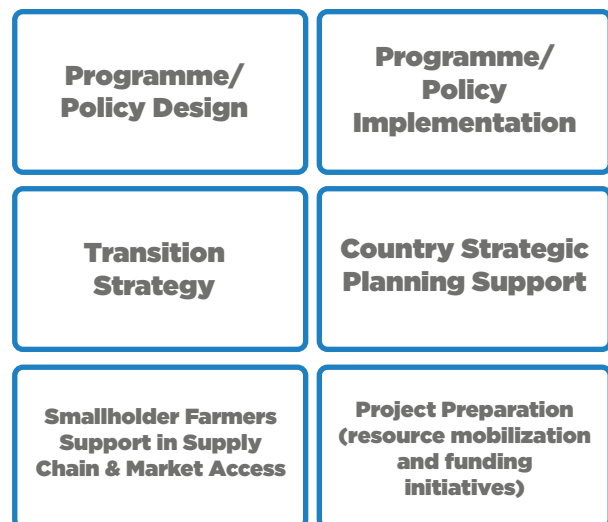 Programme/
Policy Design
Programme/
Policy
Implementation
Transition
Strategy
Country Strategic
Planning Support
Smallholder Farmers
Support in Supply
Chain & Market Access
Project Preparation
(resource mobilization
and funding
initiatives)